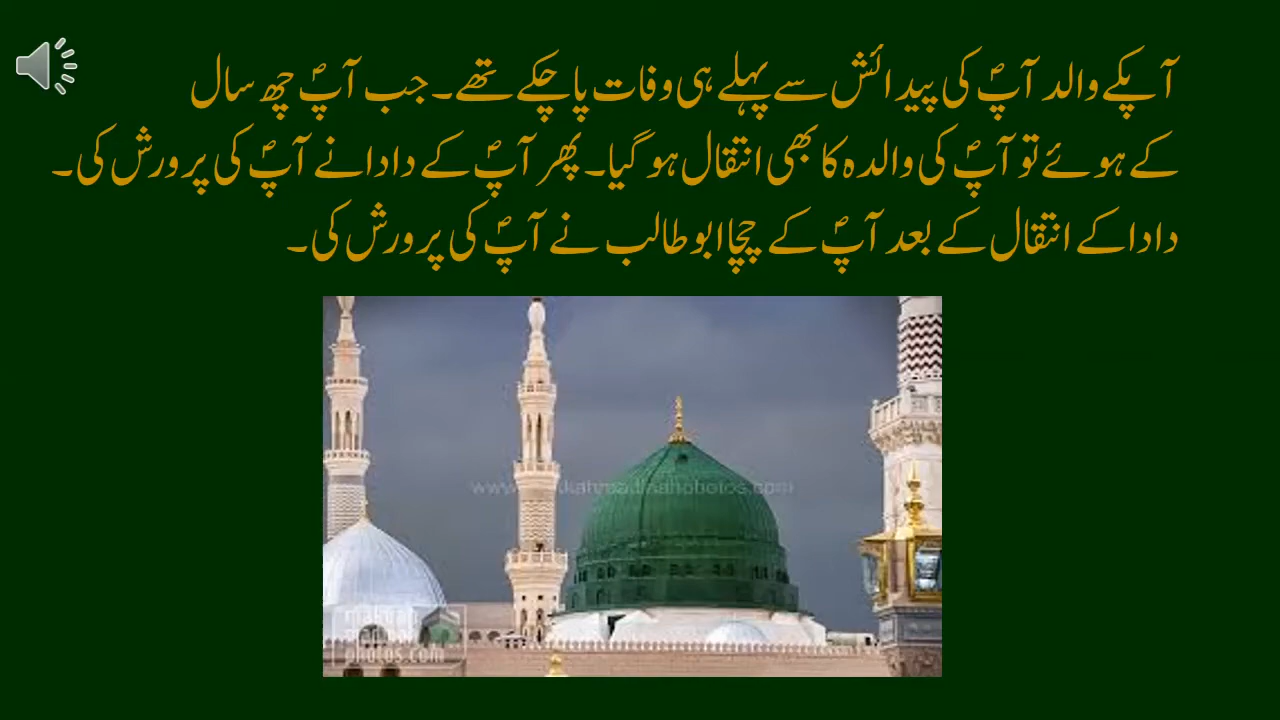 آپکے والد آپؐ کی پیدائش سے پہلے ہی وفات پا چکے تھے۔ جب آپؐ چھ سال
کے ہوئے تو آپؐ کی والدہ کا بھی انتقال ہو گیا۔ پھر آپؐ کے دادا نے آپؐ کی پرورش کی۔
دادا کے انتقال کے بعد آپؐ کے چچا ابو طالب نے آپؐ کی پرورش کی۔
photos.com